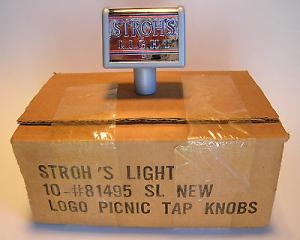 STROH'S
LIGHT
STROH'S LIGHT
10-#81495 SL NEW
LOGO PICNIC TAP KNOBS